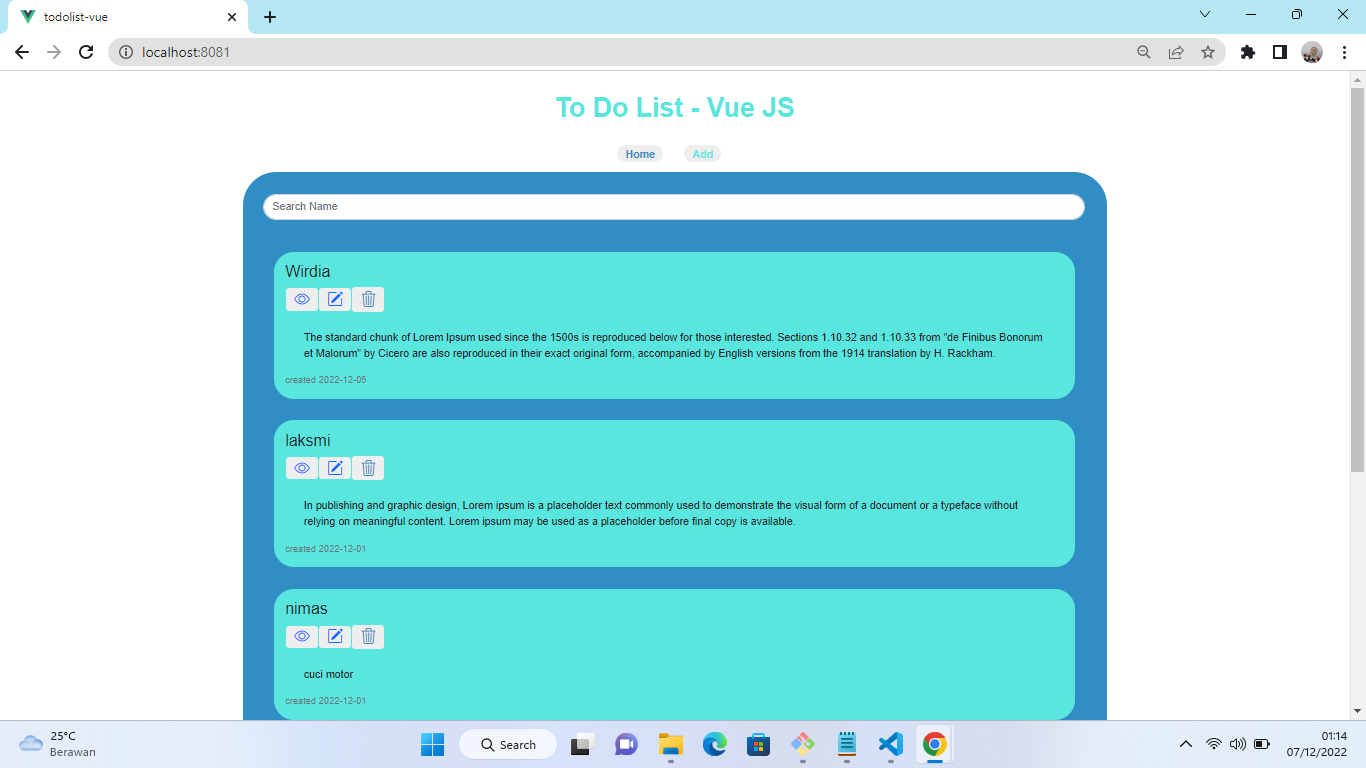 todolist-vue
localhost:8081
To Do List - Vue JS
Home Add
Search Name
Wirdia
The standard chunk of Lorem Ipsum used since the 1500s is reproduced below for those interested. Sections 1.10.32 and 1.10.33 from "de Finibus Bonorum
et Malorum" by Cicero are also reproduced in their exact original form, accompanied by English versions from the 1914 translation by H. Rackham.
created 2022-12-05
laksmi
In publishing and graphic design, Lorem ipsum is a placeholder text commonly used to demonstrate the visual form of a document or a typeface without
relying on meaningful content. Lorem ipsum may be used as a placeholder before final copy is available.
created 2022-12-01
nimas
cuci motor
created 2022-12-01
25°C
Berawan
Search
01:14
07/12/2022